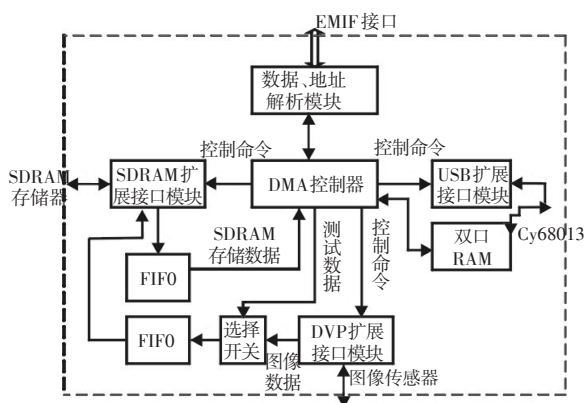 EMIF接口
数据、地址
解析模块
控制命令
控制命令
SDRAM
存储器
SDRAM扩
展接口模块
DMA控制器
USB扩展
接口模块
SDRAM
存储数据
测试数据
控制命令
双口
RAM
Cy68013
FIFO
FIFO
选择
开关
图像
数据
DVP扩展
接口模块
图像传感器